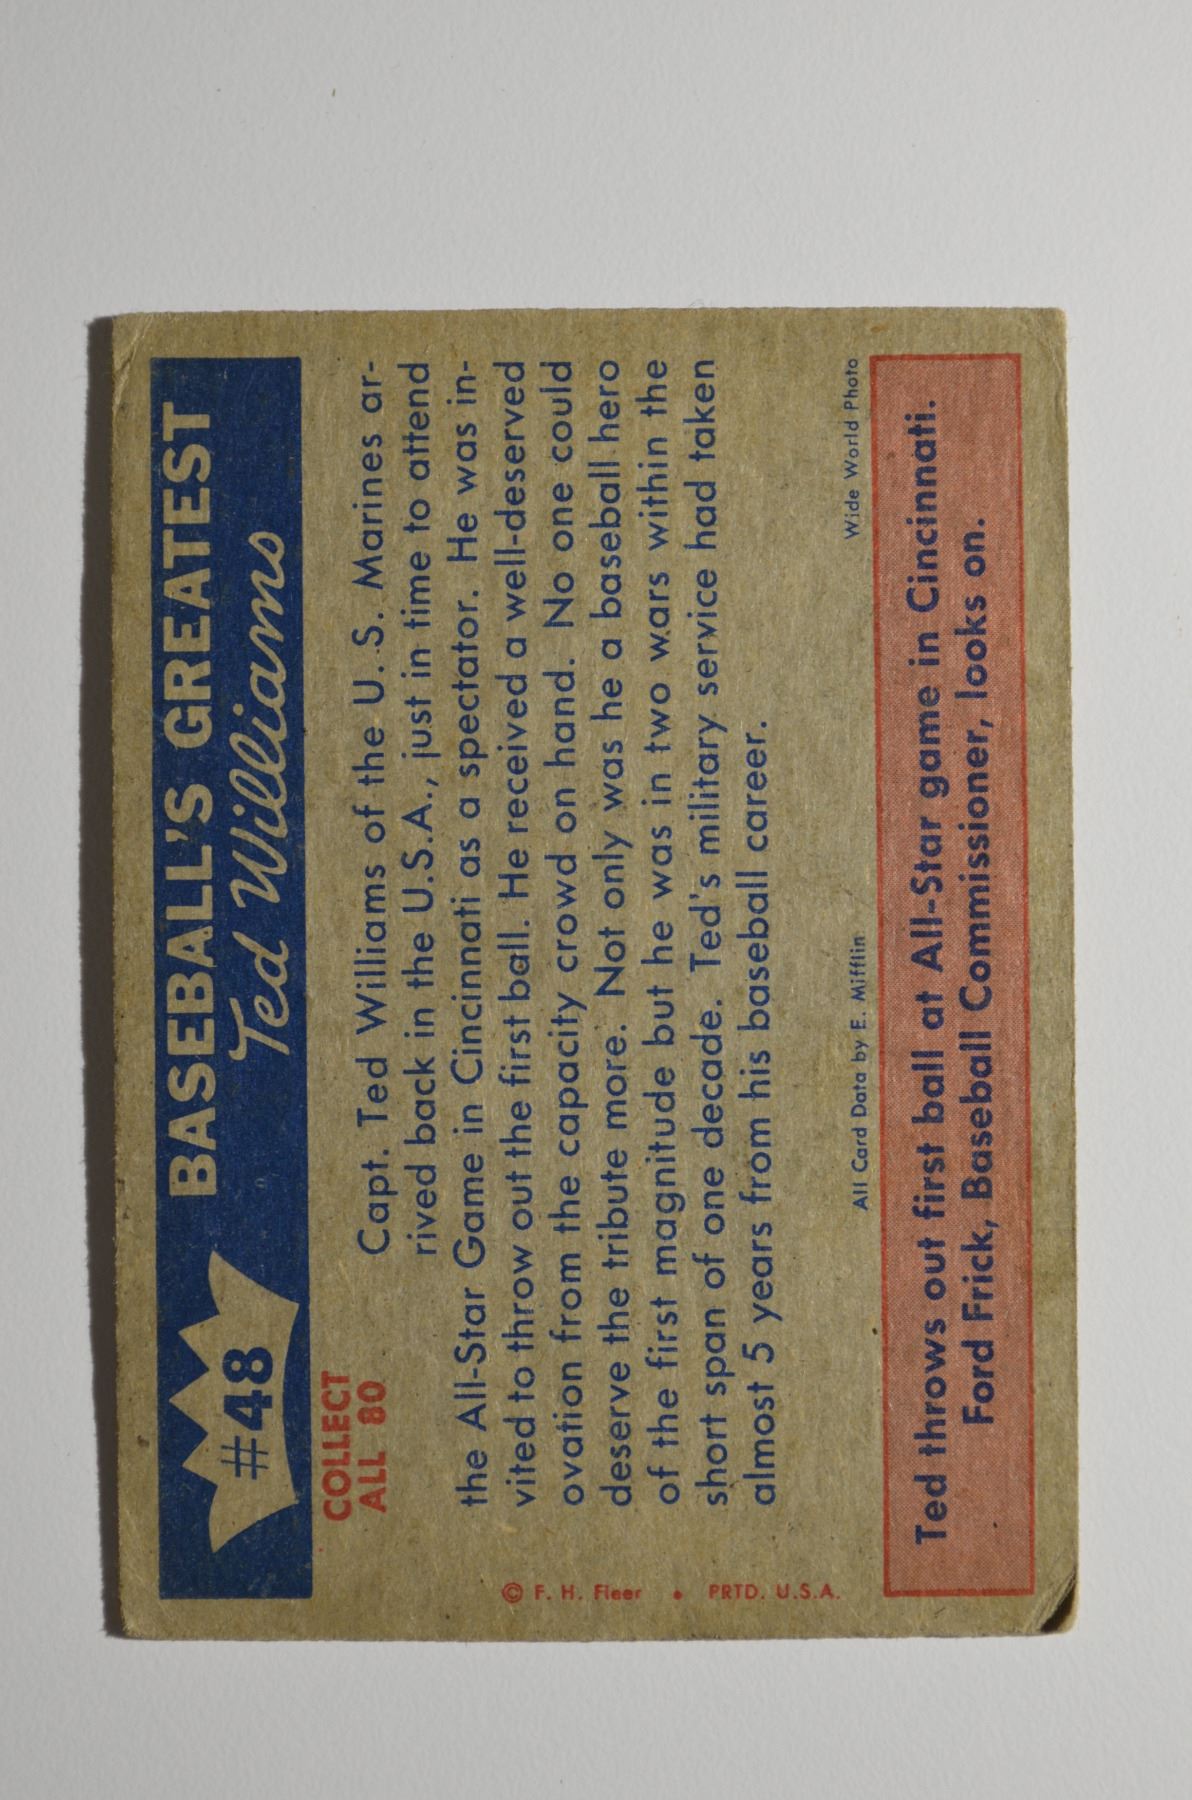 #48
BASEBALL'S GREATEST
Ted Williams
COLLECT
ALL 80
Capt. Ted Williams of the U.S. Marines ar-
rived back in the U.S.A., just in time to attend
the All-Star Game in Cincinnati as a spectator. He was in-
vited to throw out the first ball. He received a well-deserved
ovation from the capacity crowd on hand. No one could
deserve the tribute more. Not only was he a baseball hero
of the first magnitude but he was in two wars within the
short span of one decade. Ted's military service had taken
almost 5 years from his baseball career.
© F. H. Fleer • PRTD. U.S.A.
All Card Data by E. Mifflin
Wide World Photo
Ted throws out first ball at All-Star game in Cincinnati.
Ford Frick, Baseball Commissioner, looks on.